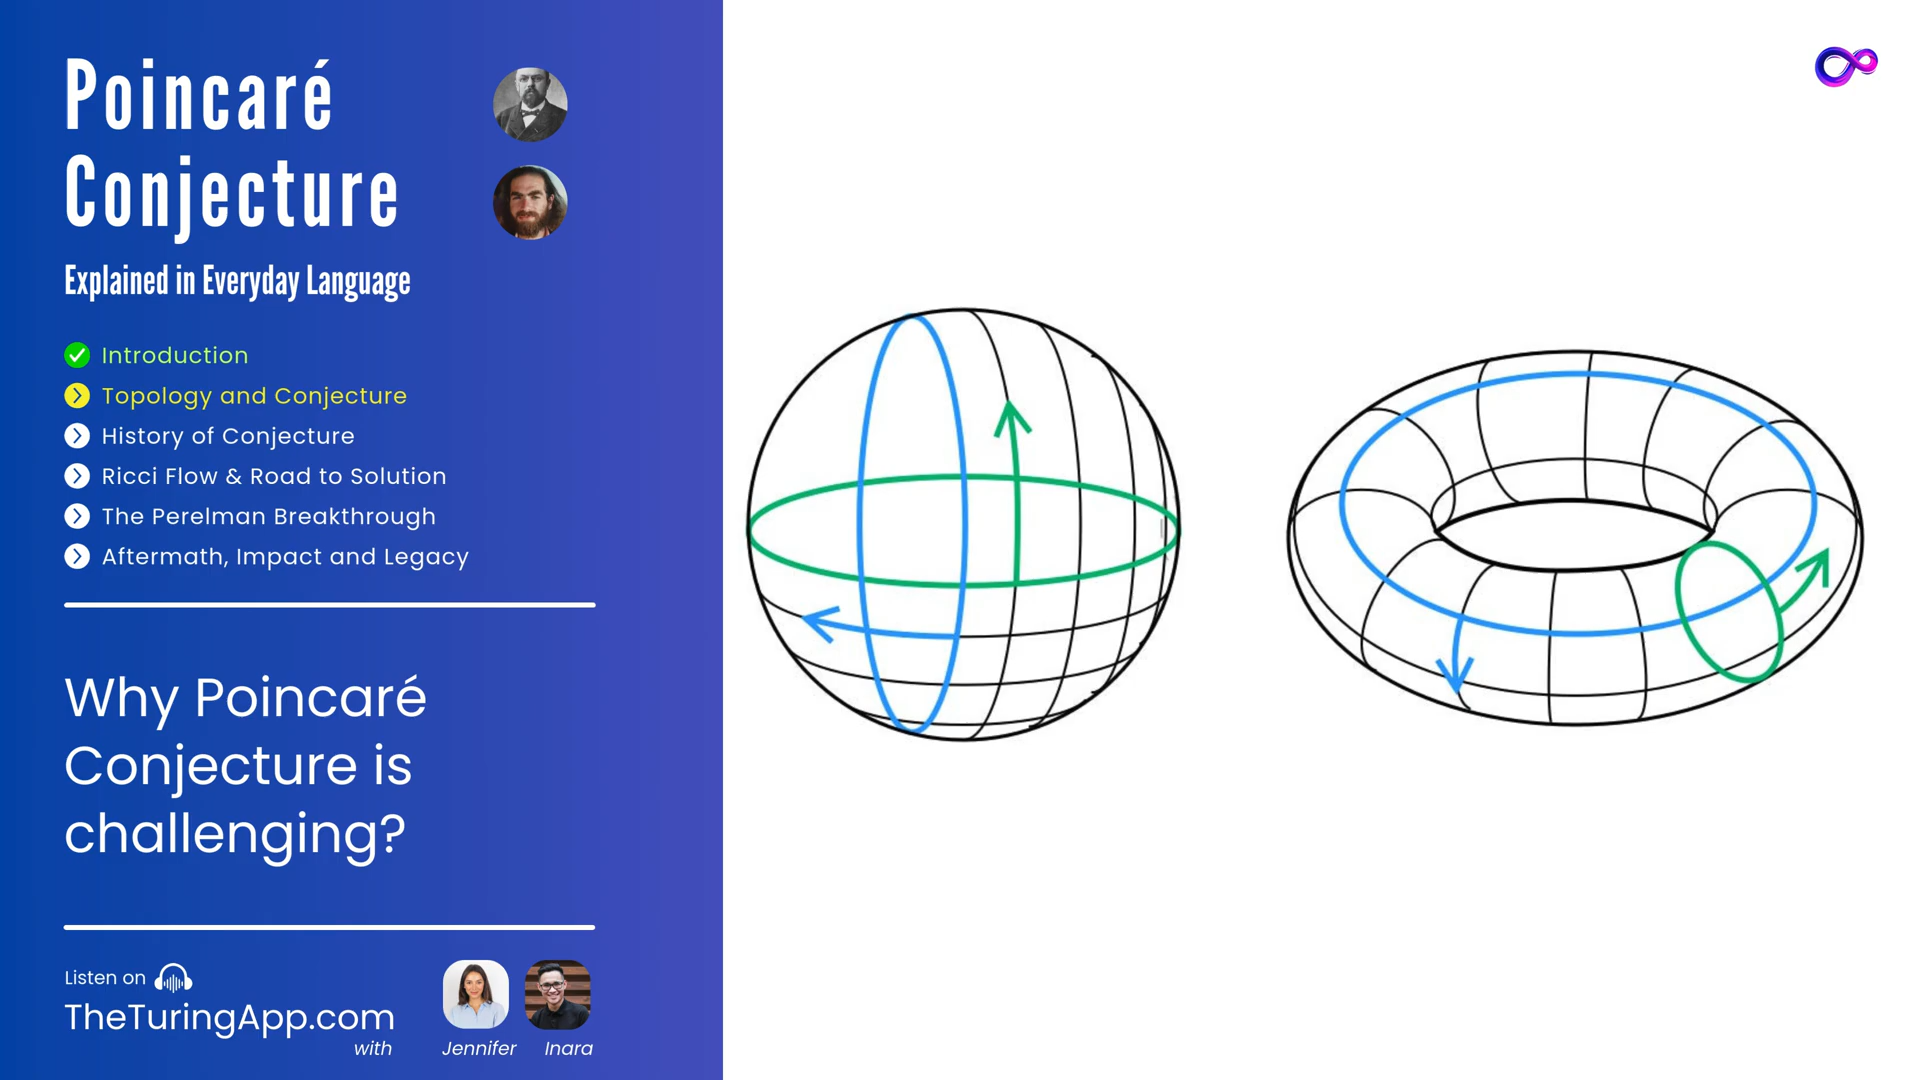 Poincaré
Conjecture
Explained in Everyday Language
Introduction
Topology and Conjecture
History of Conjecture
Ricci Flow & Road to Solution
The Perelman Breakthrough
Aftermath, Impact and Legacy
Why Poincaré
Conjecture is
challenging?
Listen on
TheTuringApp.com
with
Jennifer
Inara